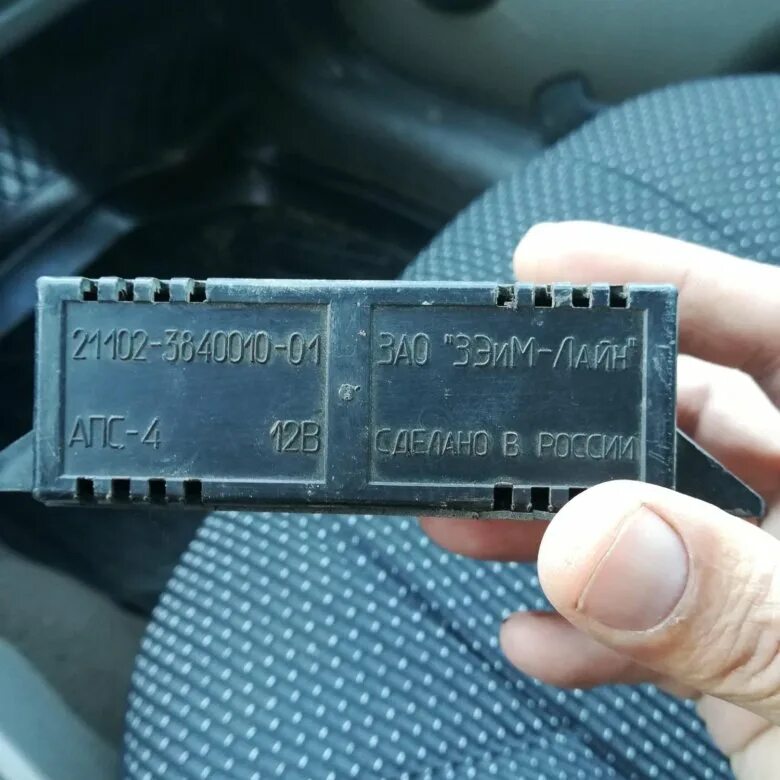 21102-3840010-01
АПС-4 12В
ЗАО "ЗЭиМ-Лайн"
СДЕЛАНО В РОССИИ